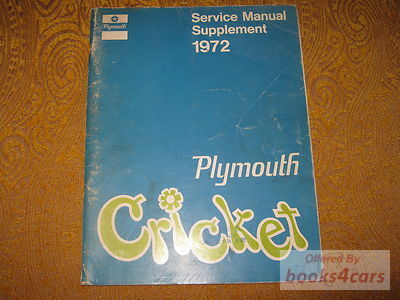 Plymouth
Service Manual
Supplement
1972
Plymouth
Cricket
Offered By
books4cars